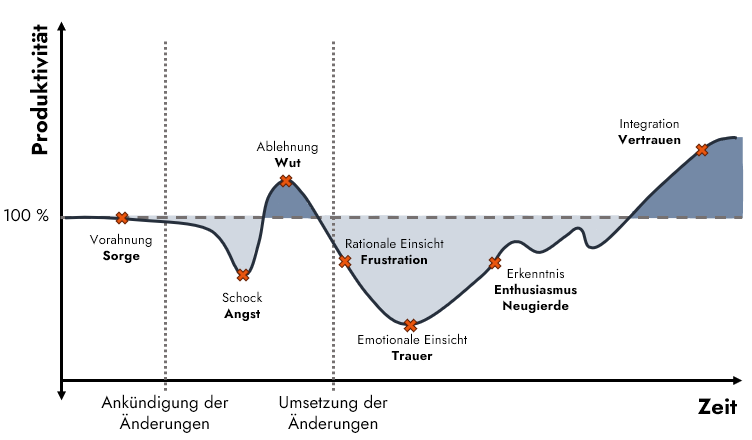 Produktivität
100 %
Vorahnung
Sorge
Schock
Angst
Ablehnung
Wut
Rationale Einsicht
Frustration
Emotionale Einsicht
Trauer
Erkenntnis
Enthusiasmus
Neugierde
Integration
Vertrauen
Ankündigung der
Änderungen
Umsetzung der
Änderungen
Zeit